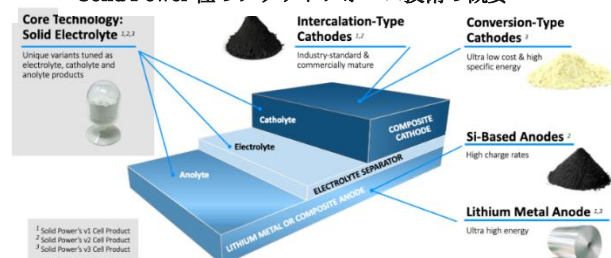 Core Technology:
Solid Electrolyte 1,2,3
Unique variants tuned as
electrolyte, catholyte and
anolyte products
Intercalation-Type
Cathodes 1,2
Industry-standard &
commercially mature
Conversion-Type
Cathodes 3
Ultra low cost & high
specific energy
Catholyte
COMPOSITE
CATHODE
Electrolyte
ELECTROLYTE SEPARATOR
Anolyte
LITHIUM METAL OR COMPOSITE ANODE
Si-Based Anodes 2
High charge rates
Lithium Metal Anode 1,3
Ultra high energy
1 Solid Power's v1 Cell Product
2 Solid Power's v2 Cell Product
3 Solid Power's v3 Cell Product